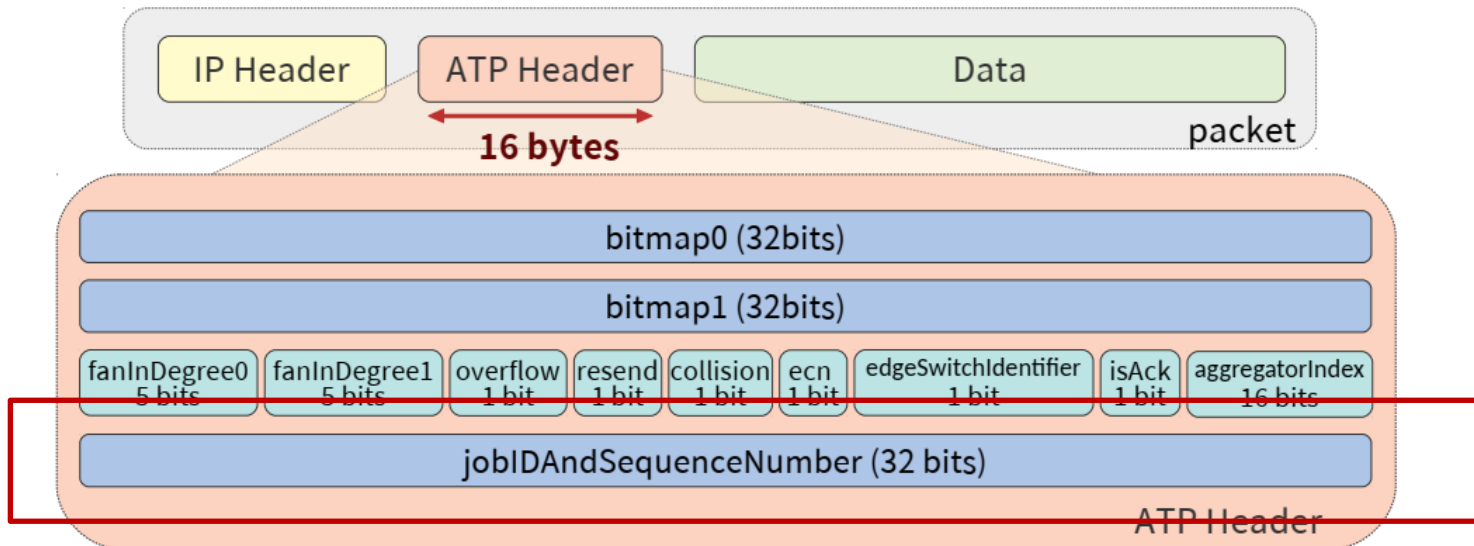 IP Header ATP Header Data
16 bytes
packet
bitmap0 (32bits)
bitmap1 (32bits)
fanInDegree0 fanInDegree1 overflow resend collision ecn edgeSwitchIdentifier isAck aggregatorIndex
5 bits 5 bits 1 bit 1 bit 1 bit 1 bit 1 bit 1 bit 16 bits
jobIDAndSequenceNumber (32 bits)
ATP Header